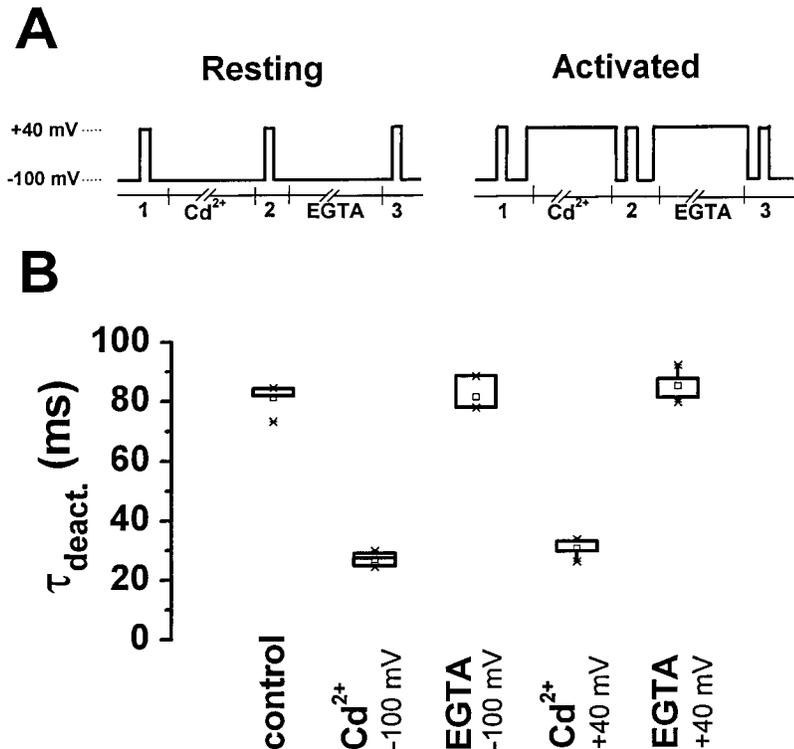 A
Resting
Activated
+40 mV
-100 mV
1 Cd²⁺ 2 EGTA 3
1 Cd²⁺ 2 EGTA 3
B
τdeact. (ms)
100
80
60
40
20
0
control
Cd²⁺ -100 mV
EGTA -100 mV
Cd²⁺ +40 mV
EGTA +40 mV